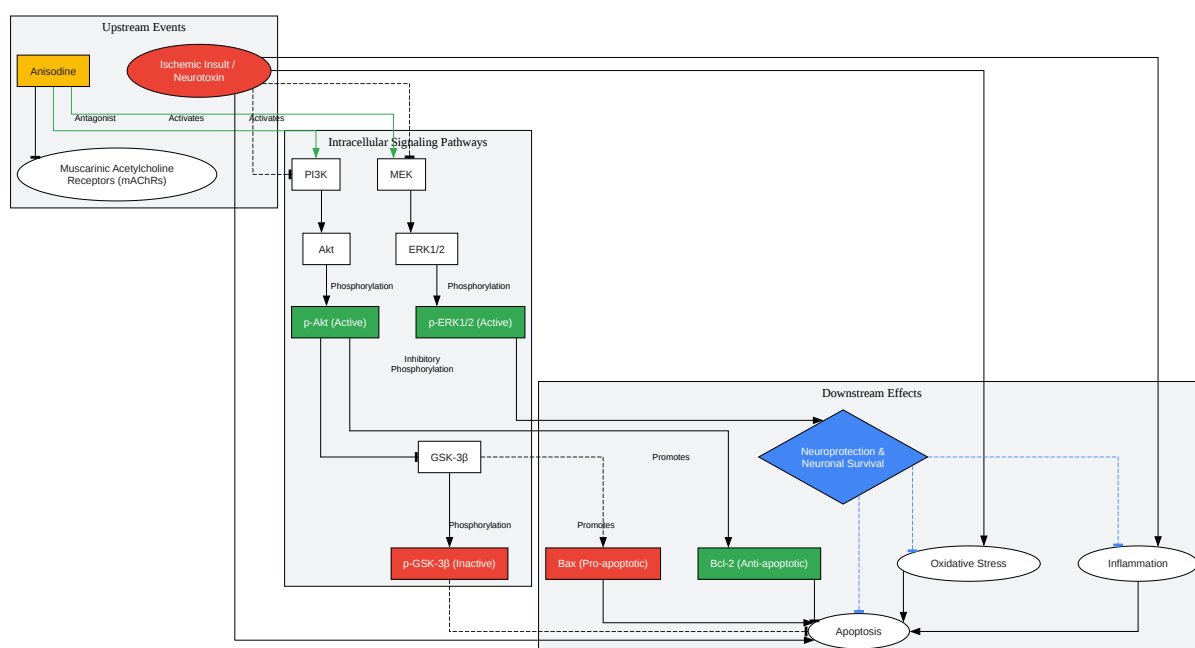 Upstream Events
Anisodine
Ischemic Insult /
Neurotoxin
Antagonist
Activates
Activates
Muscarinic Acetylcholine
Receptors (mAChRs)
Intracellular Signaling Pathways
PI3K
MEK
Akt
ERK1/2
Phosphorylation
Phosphorylation
p-Akt (Active)
p-ERK1/2 (Active)
Inhibitory
Phosphorylation
GSK-3β
Phosphorylation
p-GSK-3β (Inactive)
Downstream Effects
Neuroprotection &
Neuronal Survival
Promotes
Promotes
Bax (Pro-apoptotic)
Bcl-2 (Anti-apoptotic)
Oxidative Stress
Inflammation
Apoptosis